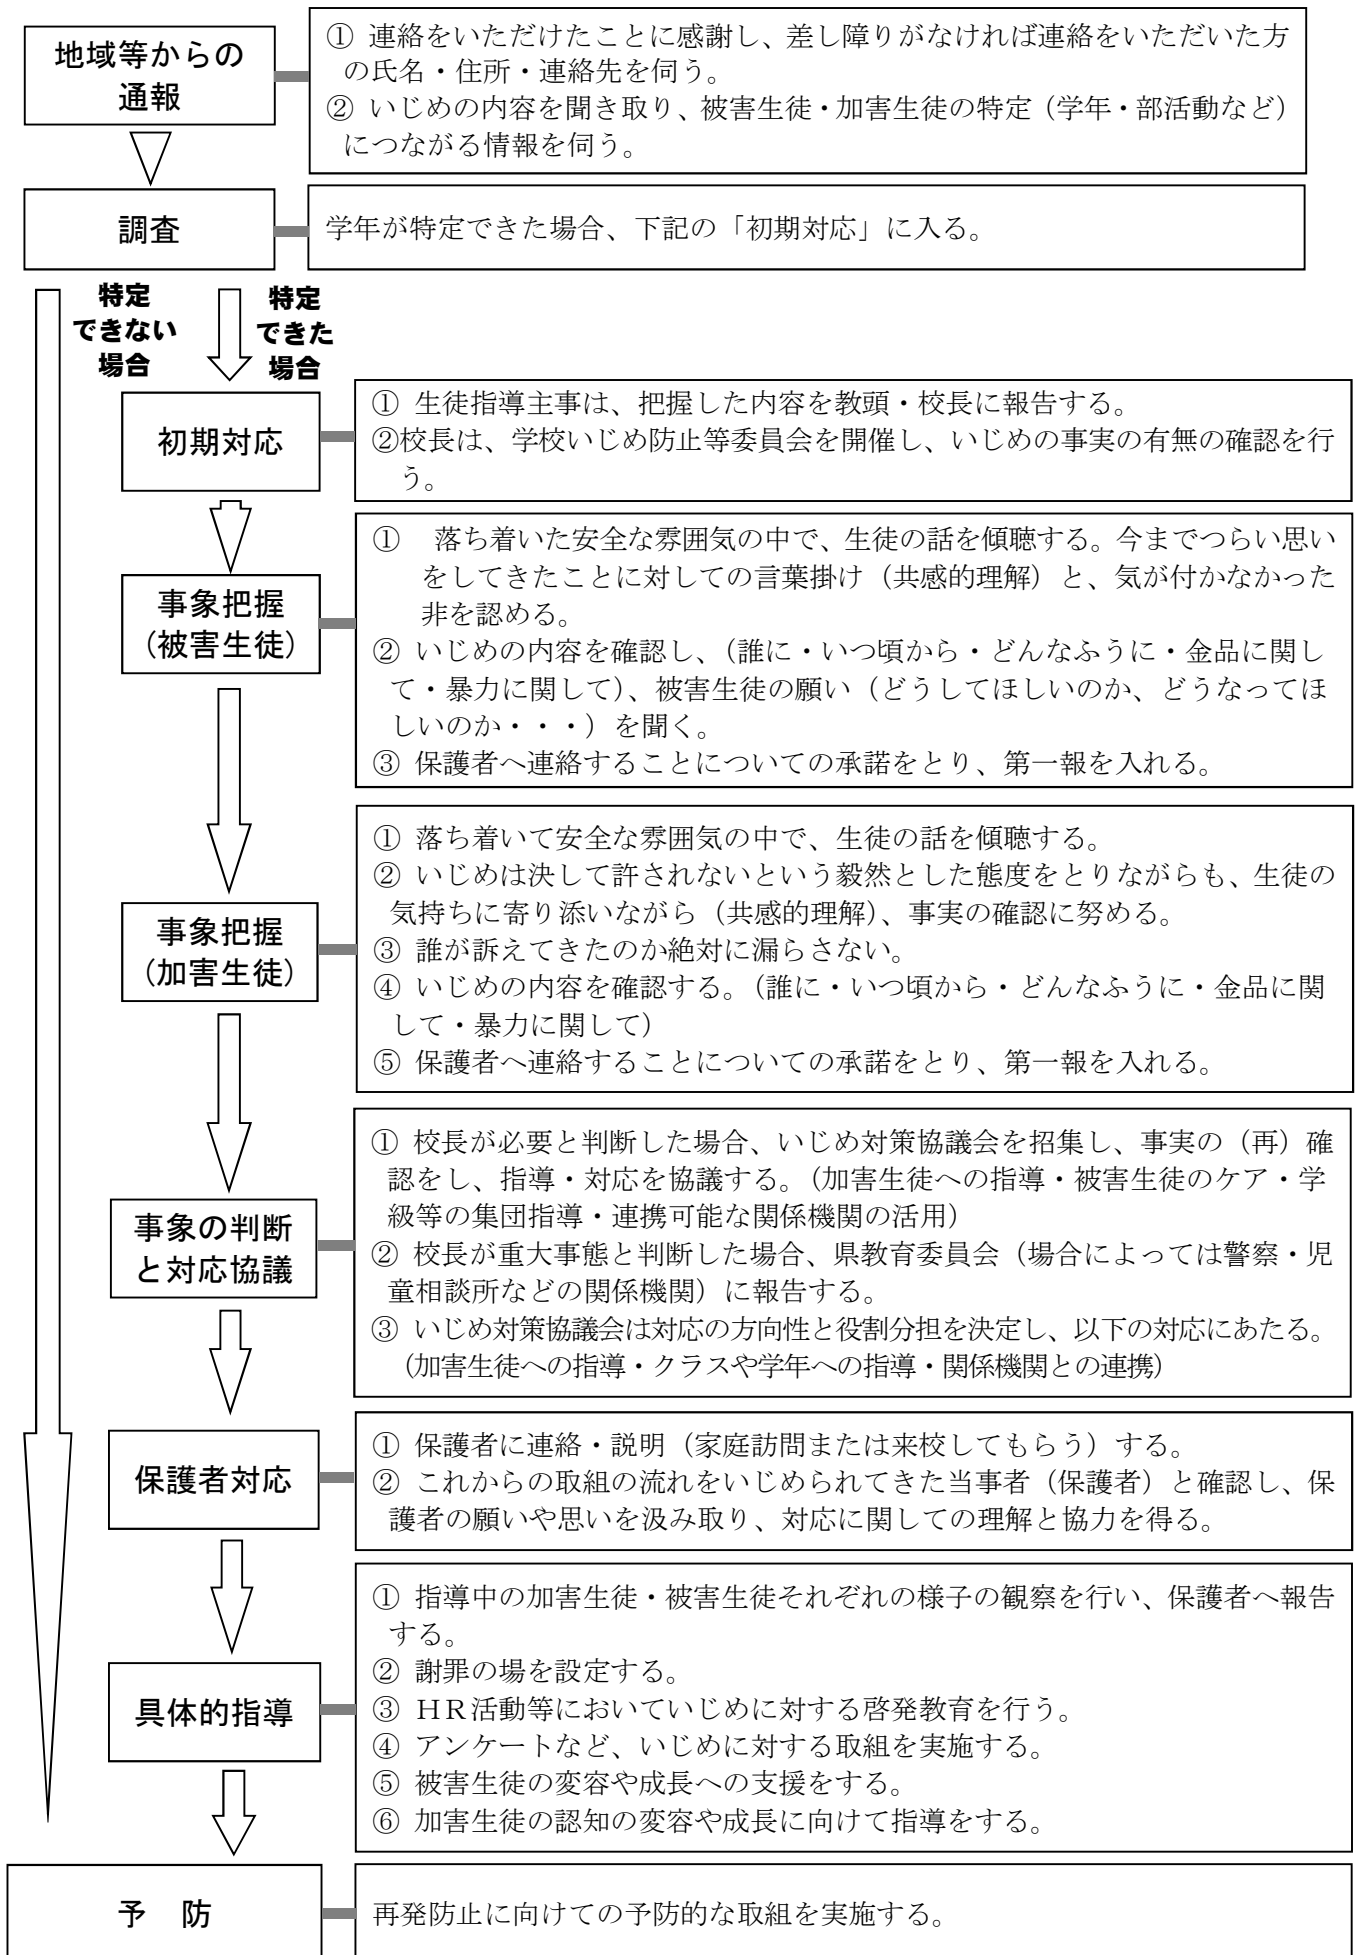 地域等からの
通報
① 連絡をいただけたことに感謝し、差し障りがなければ連絡をいただいた方
の氏名・住所・連絡先を伺う。
② いじめの内容を聞き取り、被害生徒・加害生徒の特定（学年・部活動など）
につながる情報を伺う。
調査
学年が特定できた場合、下記の「初期対応」に入る。
特定
できない
場合
特定
できた
場合
初期対応
① 生徒指導主事は、把握した内容を教頭・校長に報告する。
②校長は、学校いじめ防止等委員会を開催し、いじめの事実の有無の確認を行
う。
事象把握
（被害生徒）
① 落ち着いた安全な雰囲気の中で、生徒の話を傾聴する。今までつらい思い
をしてきたことに対しての言葉掛け（共感的理解）と、気が付かなかった
非を認める。
② いじめの内容を確認し、（誰に・いつ頃から・どんなふうに・金品に関し
て・暴力に関して）、被害生徒の願い（どうしてほしいのか、どうなってほ
しいのか・・・）を聞く。
③ 保護者へ連絡することについての承諾をとり、第一報を入れる。
事象把握
（加害生徒）
① 落ち着いて安全な雰囲気の中で、生徒の話を傾聴する。
② いじめは決して許されないという毅然とした態度をとりながらも、生徒の
気持ちに寄り添いながら（共感的理解）、事実の確認に努める。
③ 誰が訴えてきたのか絶対に漏らさない。
④ いじめの内容を確認する。（誰に・いつ頃から・どんなふうに・金品に関
して・暴力に関して）
⑤ 保護者へ連絡することについての承諾をとり、第一報を入れる。
事象の判断
と対応協議
① 校長が必要と判断した場合、いじめ対策協議会を招集し、事実の（再）確
認をし、指導・対応を協議する。（加害生徒への指導・被害生徒のケア・学
級等の集団指導・連携可能な関係機関の活用）
② 校長が重大事態と判断した場合、県教育委員会（場合によっては警察・児
童相談所などの関係機関）に報告する。
③ いじめ対策協議会は対応の方向性と役割分担を決定し、以下の対応にあたる。
（加害生徒への指導・クラスや学年への指導・関係機関との連携）
保護者対応
① 保護者に連絡・説明（家庭訪問または来校してもらう）する。
② これからの取組の流れをいじめられてきた当事者（保護者）と確認し、保
護者の願いや思いを汲み取り、対応に関しての理解と協力を得る。
具体的指導
① 指導中の加害生徒・被害生徒それぞれの様子の観察を行い、保護者へ報告
する。
② 謝罪の場を設定する。
③ ＨＲ活動等においていじめに対する啓発教育を行う。
④ アンケートなど、いじめに対する取組を実施する。
⑤ 被害生徒の変容や成長への支援をする。
⑥ 加害生徒の認知の変容や成長に向けて指導をする。
予　防
再発防止に向けての予防的な取組を実施する。